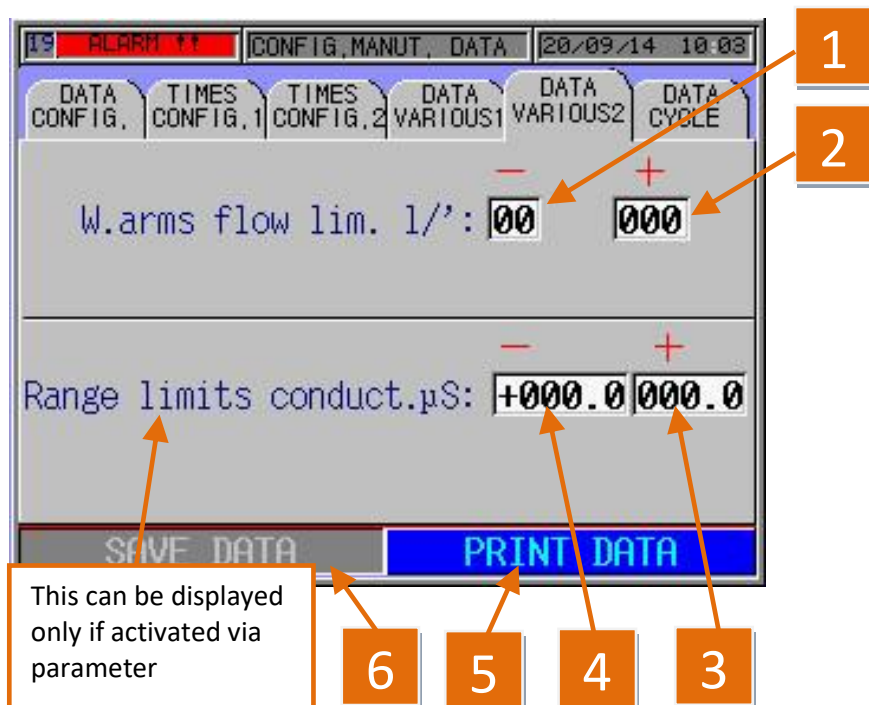 19 ALARM !! CONFIG,MANUT, DATA 20/09/14 10:03
DATA CONFIG,
TIMES CONFIG,1
TIMES CONFIG,2
DATA VARIOUS1
DATA VARIOUS2
DATA CYCLE
1
2
- +
W.arms flow lim. l/': 00 000
- +
Range limits conduct.µS: +000.0 000.0
SAVE DATA PRINT DATA
This can be displayed
only if activated via
parameter
6 5 4 3